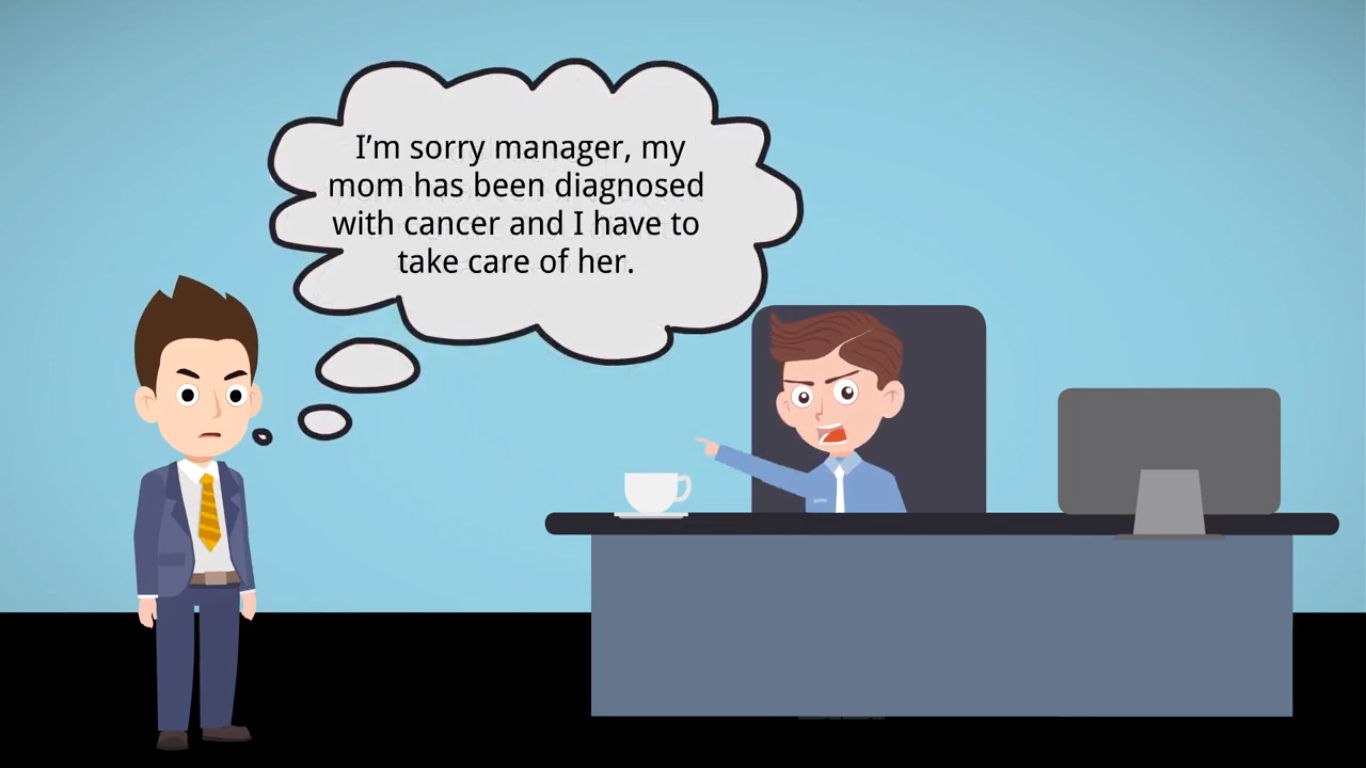 I’m sorry manager, my
mom has been diagnosed
with cancer and I have to
take care of her.